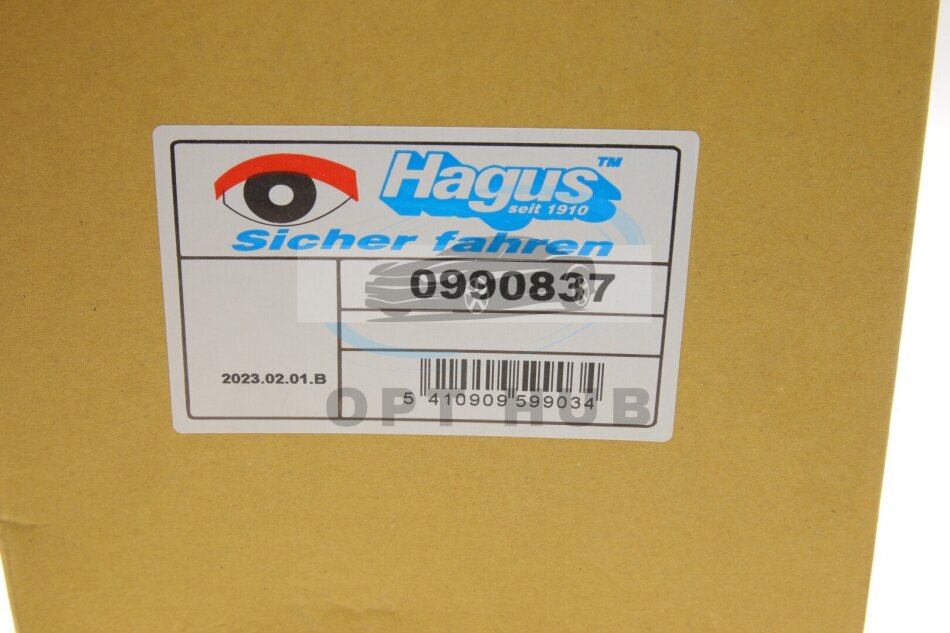 Hagus™
seit 1910
Sicher fahren
0990837
2023.02.01.B
5 410909 599034
OPT HUB